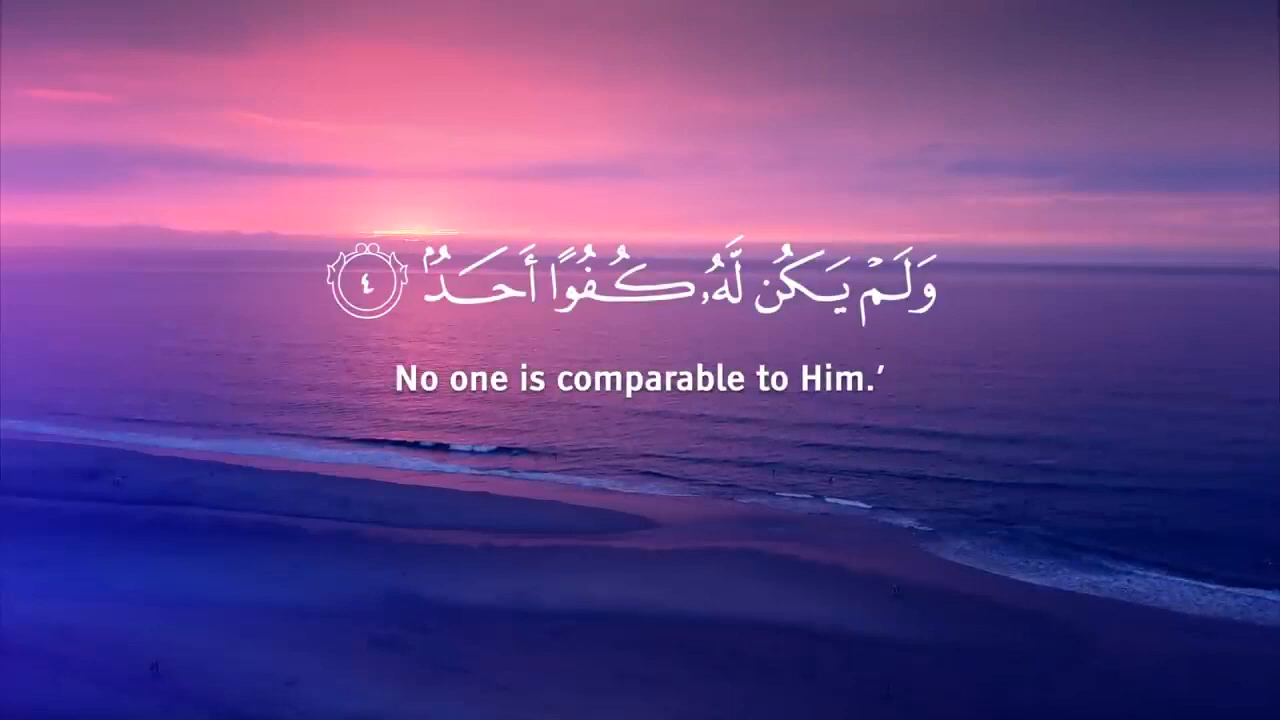 وَلَمْ يَكُن لَّهُۥ كُفُوًا أَحَدٌۢ ٤
No one is comparable to Him.’